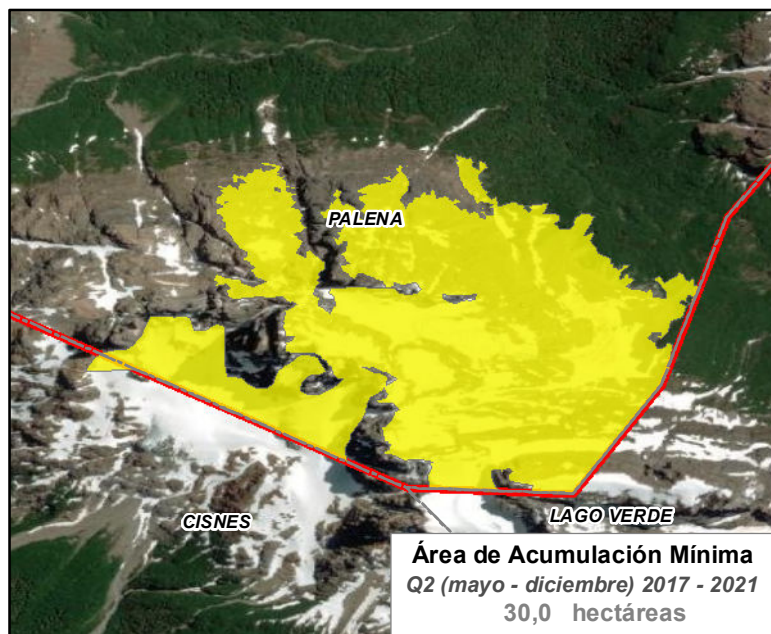 PALENA
CISNES
LAGO VERDE
Área de Acumulación Mínima
Q2 (mayo - diciembre) 2017 - 2021
30,0 hectáreas